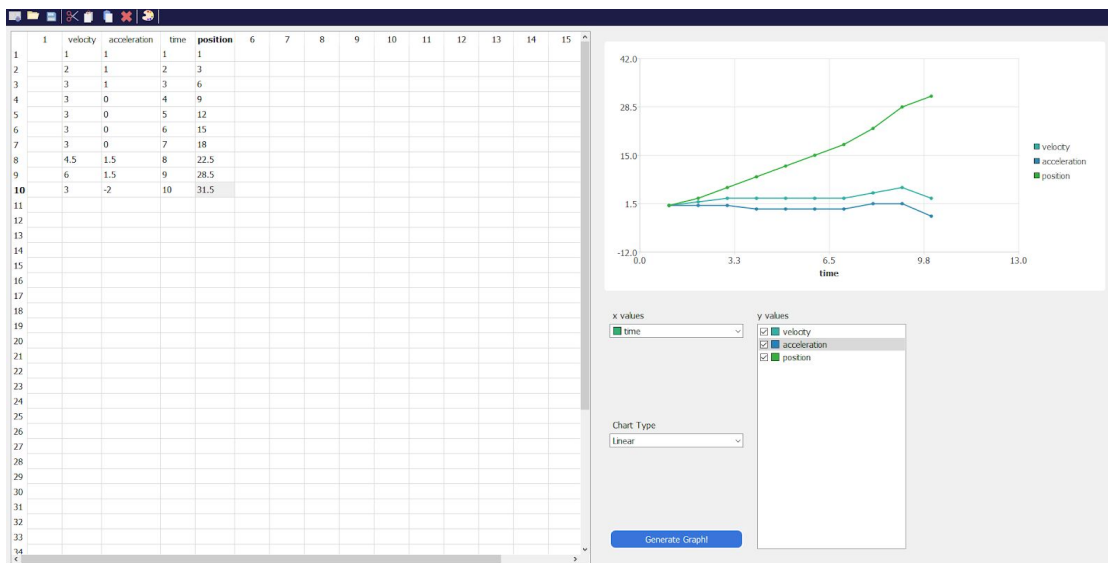 1 velocity acceleration time position 6 7 8 9 10 11 12 13 14 15
1 1 1 1 1
2 2 1 2 3
3 3 1 3 6
4 3 0 4 9
5 3 0 5 12
6 3 0 6 15
7 3 0 7 18
8 4.5 1.5 8 22.5
9 6 1.5 9 28.5
10 3 -2 10 31.5
11
12
13
14
15
16
17
18
19
20
21
22
23
24
25
26
27
28
29
30
31
32
33
34
42.0
28.5
15.0
1.5
-12.0
0.0 3.3 6.5 9.8 13.0
time
velocity
acceleration
position
x values
time
y values
velocity
acceleration
position
Chart Type
Linear
Generate Graph!